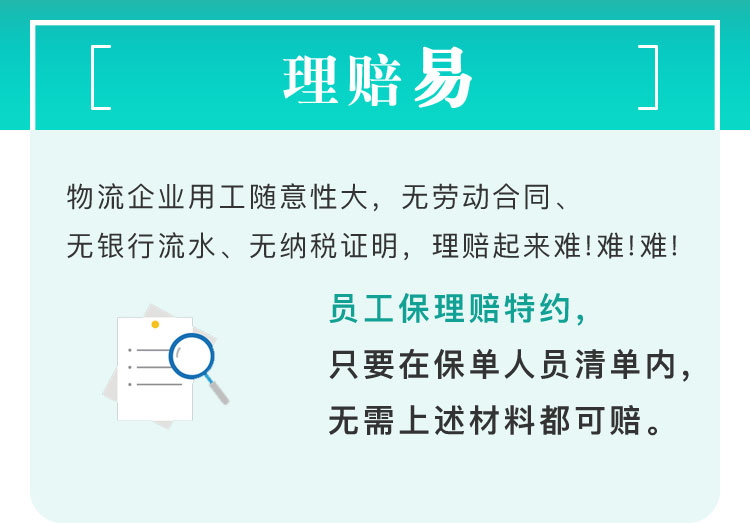 理赔易
物流企业用工随意性大，无劳动合同、
无银行流水、无纳税证明，理赔起来难!难!难!
员工保理赔特约，
只要在保单人员清单内，
无需上述材料都可赔。